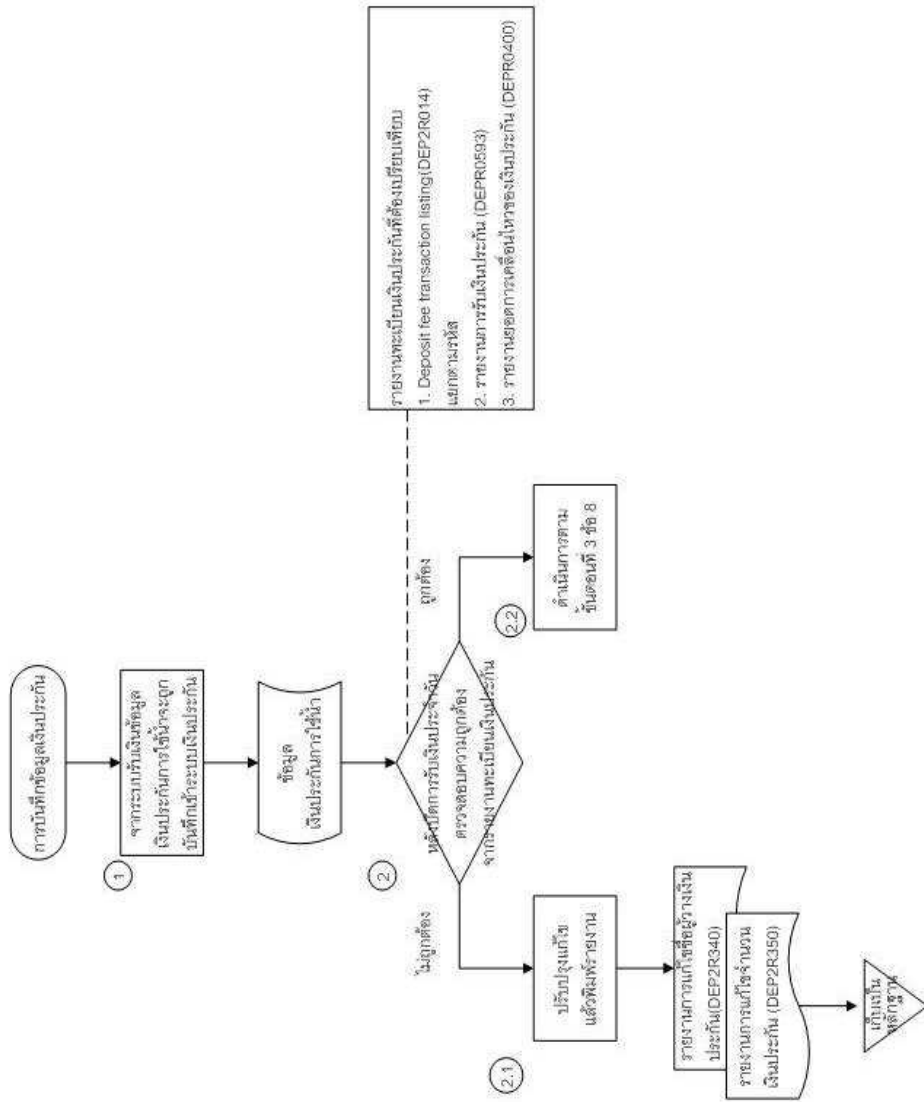 การบันทึกข้อมูลเงินประกัน
1
จากระบบรับเงินข้อมูล
เงินประกันการใช้น้ำจะถูก
บันทึกเข้าระบบเงินประกัน
ข้อมูล
เงินประกันการใช้น้ำ
2
หลังปิดการรับเงินประจำวัน
ตรวจสอบความถูกต้อง
จากรายงานทะเบียนเงินประกัน
รายงานทะเบียนเงินประกันที่ต้องเปรียบเทียบ
1. Deposit fee transaction listing(DEP2R014)
แยกตามรหัส
2. รายงานการรับเงินประกัน (DEPR0593)
3. รายงานยอดการเคลื่อนไหวของเงินประกัน (DEPR0400)
ไม่ถูกต้อง
ถูกต้อง
2.1
ปรับปรุงแก้ไข
แล้วพิมพ์รายงาน
2.2
ดำเนินการตาม
ขั้นตอนที่ 3 ข้อ 8
รายงานการแก้ไขชื่อผู้วางเงิน
ประกัน(DEP2R340)
รายงานการแก้ไขจำนวน
เงินประกัน (DEP2R350)
เก็บเป็น
หลักฐาน